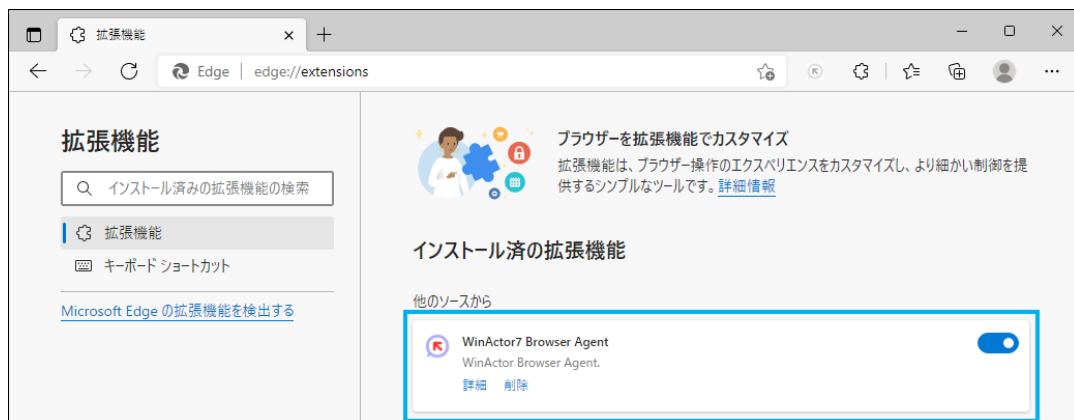 拡張機能
Edge | edge://extensions
拡張機能
インストール済みの拡張機能の検索
拡張機能
キーボード ショートカット
Microsoft Edge の拡張機能を検出する
ブラウザーを拡張機能でカスタマイズ
拡張機能は、ブラウザー操作のエクスペリエンスをカスタマイズし、より細かい制御を提
供するシンプルなツールです。詳細情報
インストール済の拡張機能
他のソースから
WinActor7 Browser Agent
WinActor Browser Agent.
詳細 削除